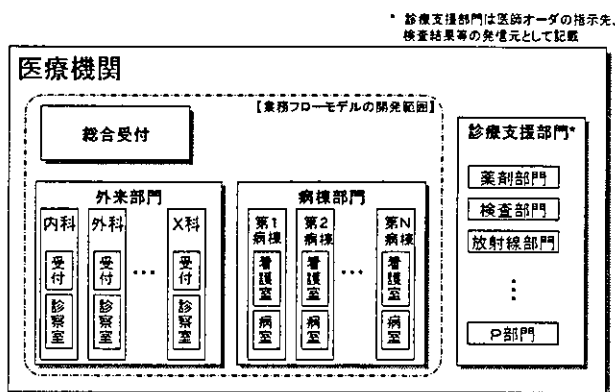 * 診療支援部門は医師オーダの指示先、
検査結果等の発信元として記載
医療機関
【業務フローモデルの開発範囲】
総合受付
診療支援部門*
薬剤部門
検査部門
放射線部門
⋮
P部門
外来部門
内科
外科
X科
受付
受付
…
受付
診察室
診察室
診察室
病棟部門
第1病棟
第2病棟
第N病棟
看護室
看護室
…
看護室
病室
病室
病室